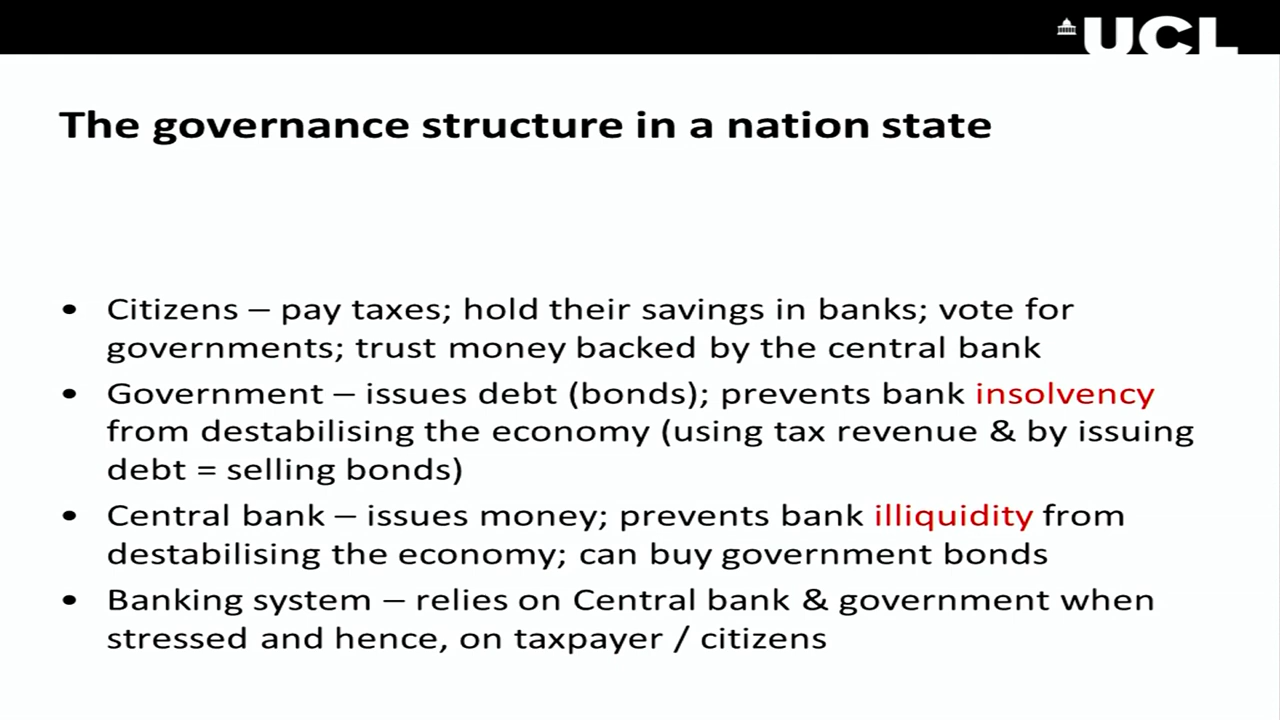 UCL
The governance structure in a nation state
• Citizens – pay taxes; hold their savings in banks; vote for
governments; trust money backed by the central bank
• Government – issues debt (bonds); prevents bank insolvency
from destabilising the economy (using tax revenue & by issuing
debt = selling bonds)
• Central bank – issues money; prevents bank illiquidity from
destabilising the economy; can buy government bonds
• Banking system – relies on Central bank & government when
stressed and hence, on taxpayer / citizens